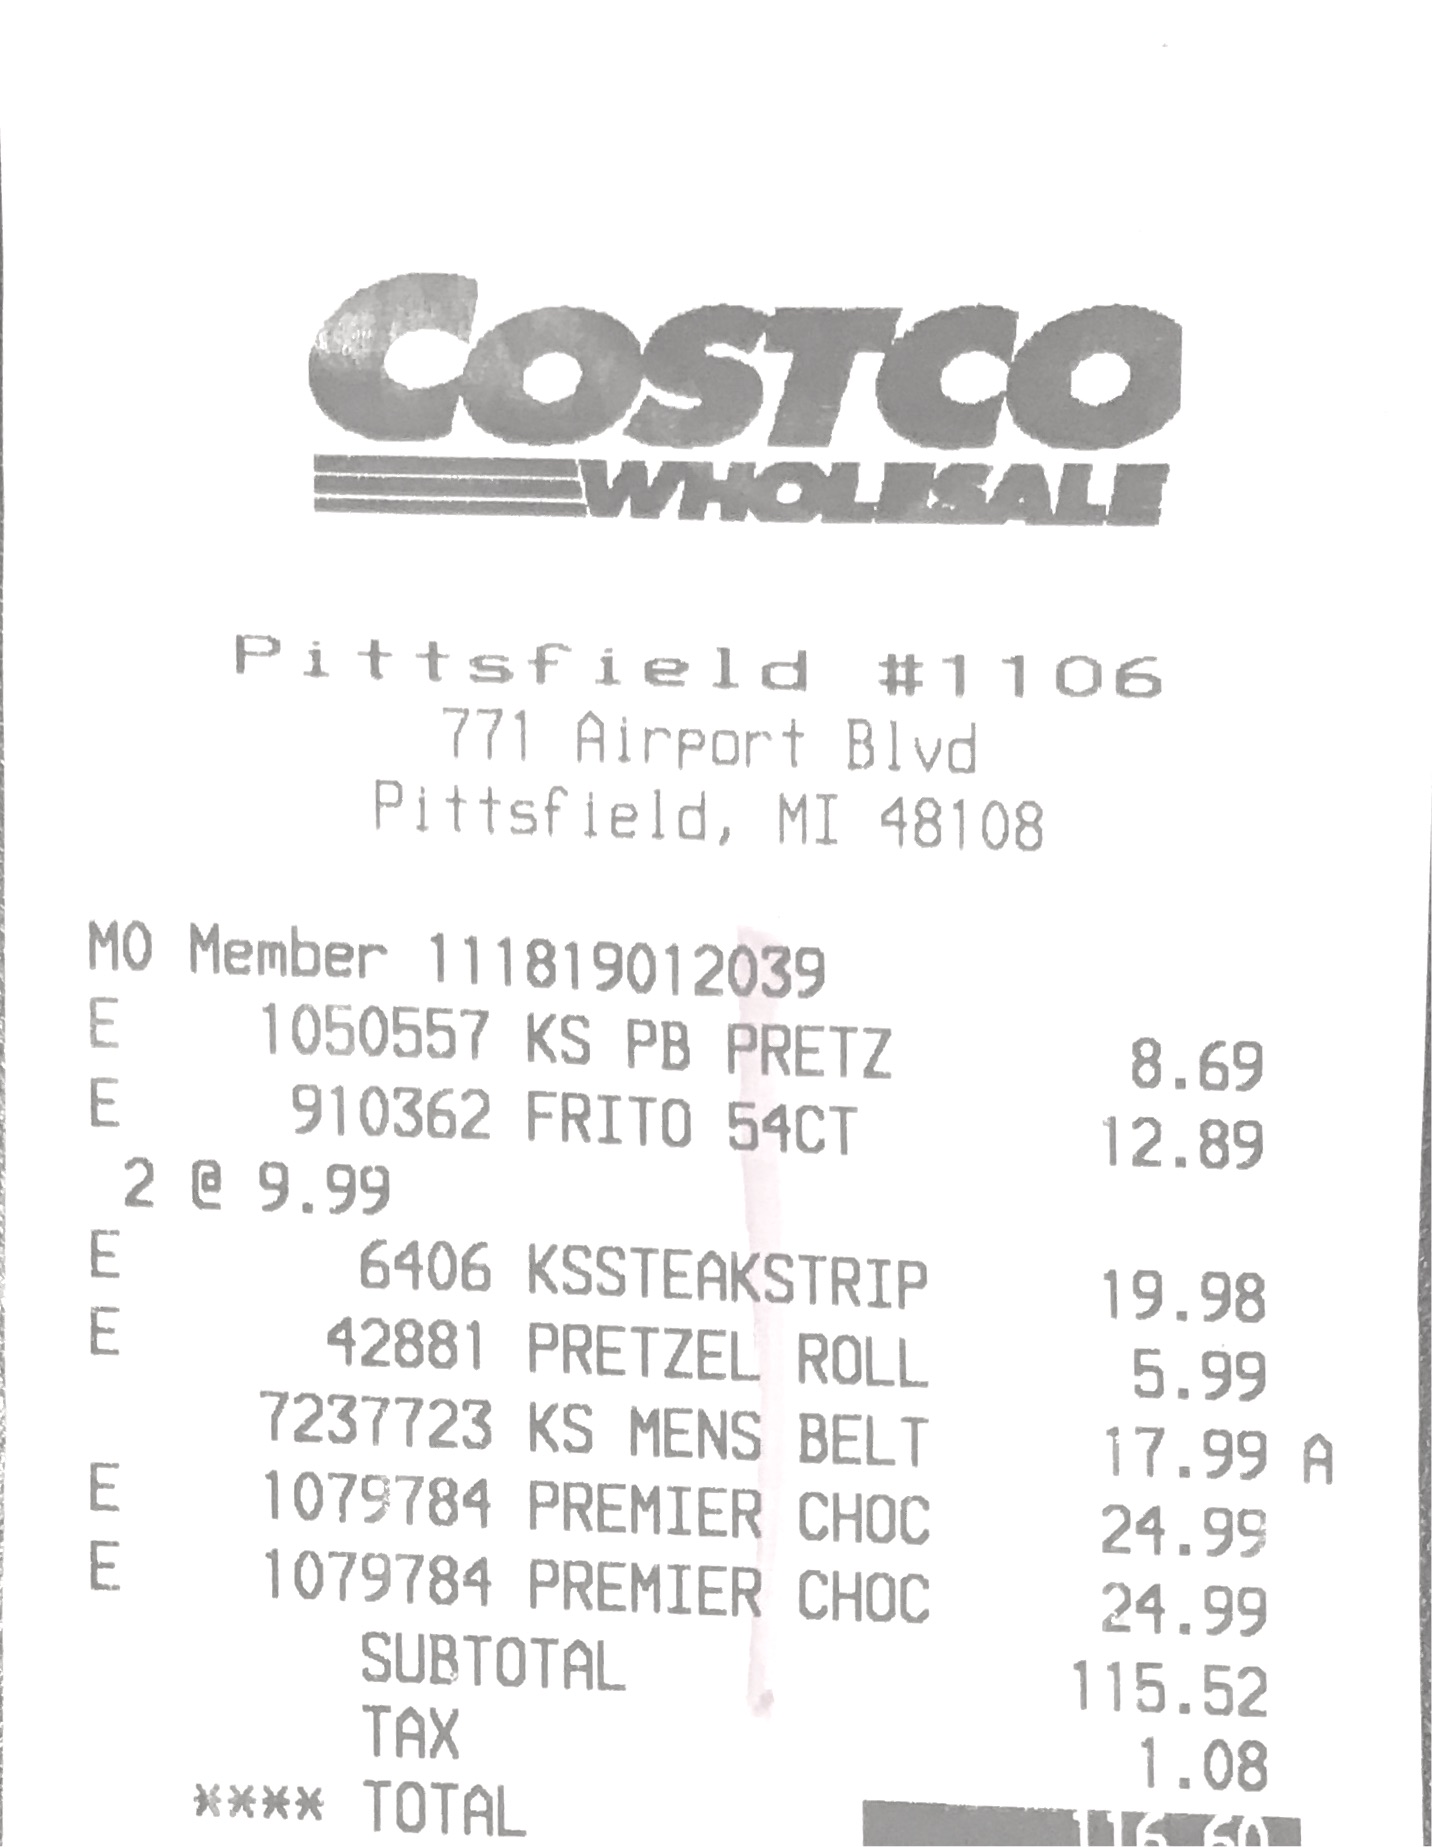 COSTCO
WHOLESALE
Pittsfield #1106
771 Airport Blvd
Pittsfield, MI 48108
MO Member 111819012039
E 1050557 KS PB PRETZ 8.69
E 910362 FRITO 54CT 12.89
2 @ 9.99
E 6406 KSSTEAKSTRIP 19.98
E 42881 PRETZEL ROLL 5.99
7237723 KS MENS BELT 17.99 A
E 1079784 PREMIER CHOC 24.99
E 1079784 PREMIER CHOC 24.99
SUBTOTAL 115.52
TAX 1.08
**** TOTAL 116.60